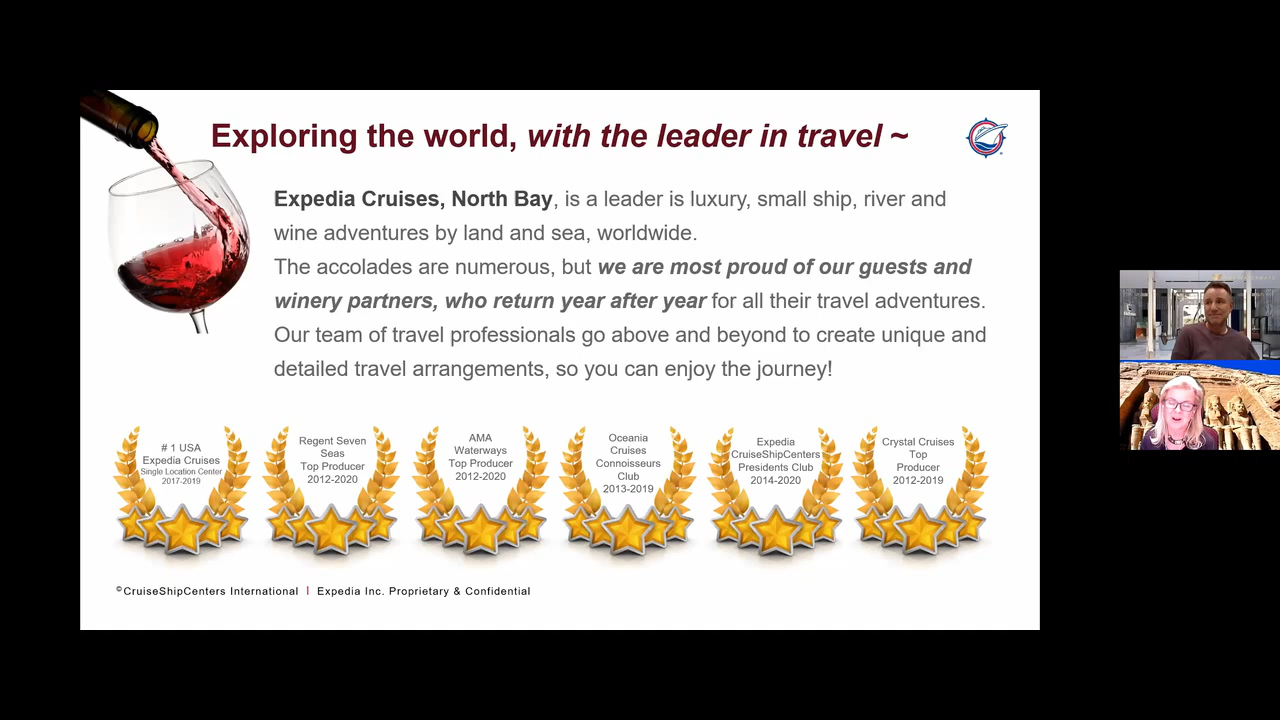 Exploring the world, with the leader in travel ~
Expedia Cruises, North Bay, is a leader is luxury, small ship, river and
wine adventures by land and sea, worldwide.
The accolades are numerous, but we are most proud of our guests and
winery partners, who return year after year for all their travel adventures.
Our team of travel professionals go above and beyond to create unique and
detailed travel arrangements, so you can enjoy the journey!
# 1 USA
Expedia Cruises
Single Location Center
2017-2019
Regent Seven
Seas
Top Producer
2012-2020
AMA
Waterways
Top Producer
2012-2020
Oceania
Cruises
Connoisseurs
Club
2013-2019
Expedia
CruiseShipCenters
Presidents Club
2014-2020
Crystal Cruises
Top
Producer
2012-2019
©CruiseShipCenters International | Expedia Inc. Proprietary & Confidential